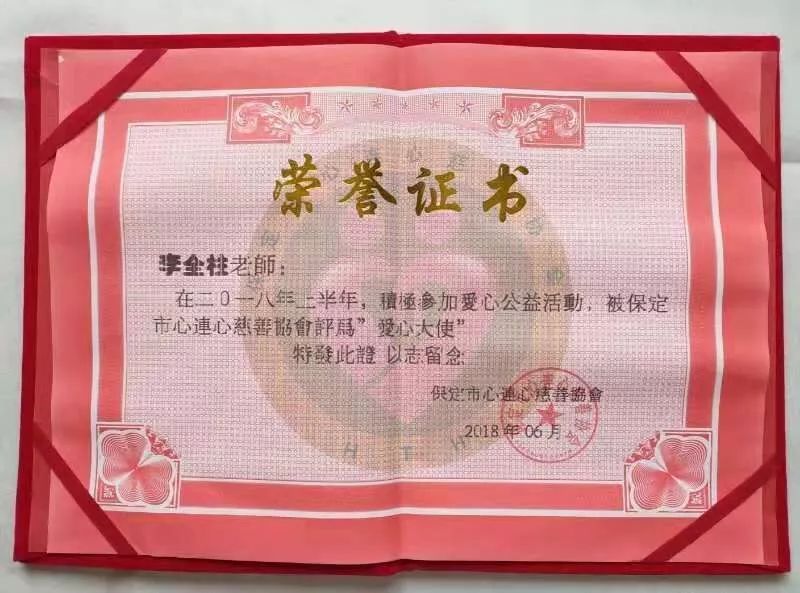 荣誉证书
李金柱老師：
在二0一八年上半年，積極參加愛心公益活動，被保定
市心連心慈善協會評爲"愛心大使"
特發此證 以志留念
保定市心連心慈善協會
2018年06月